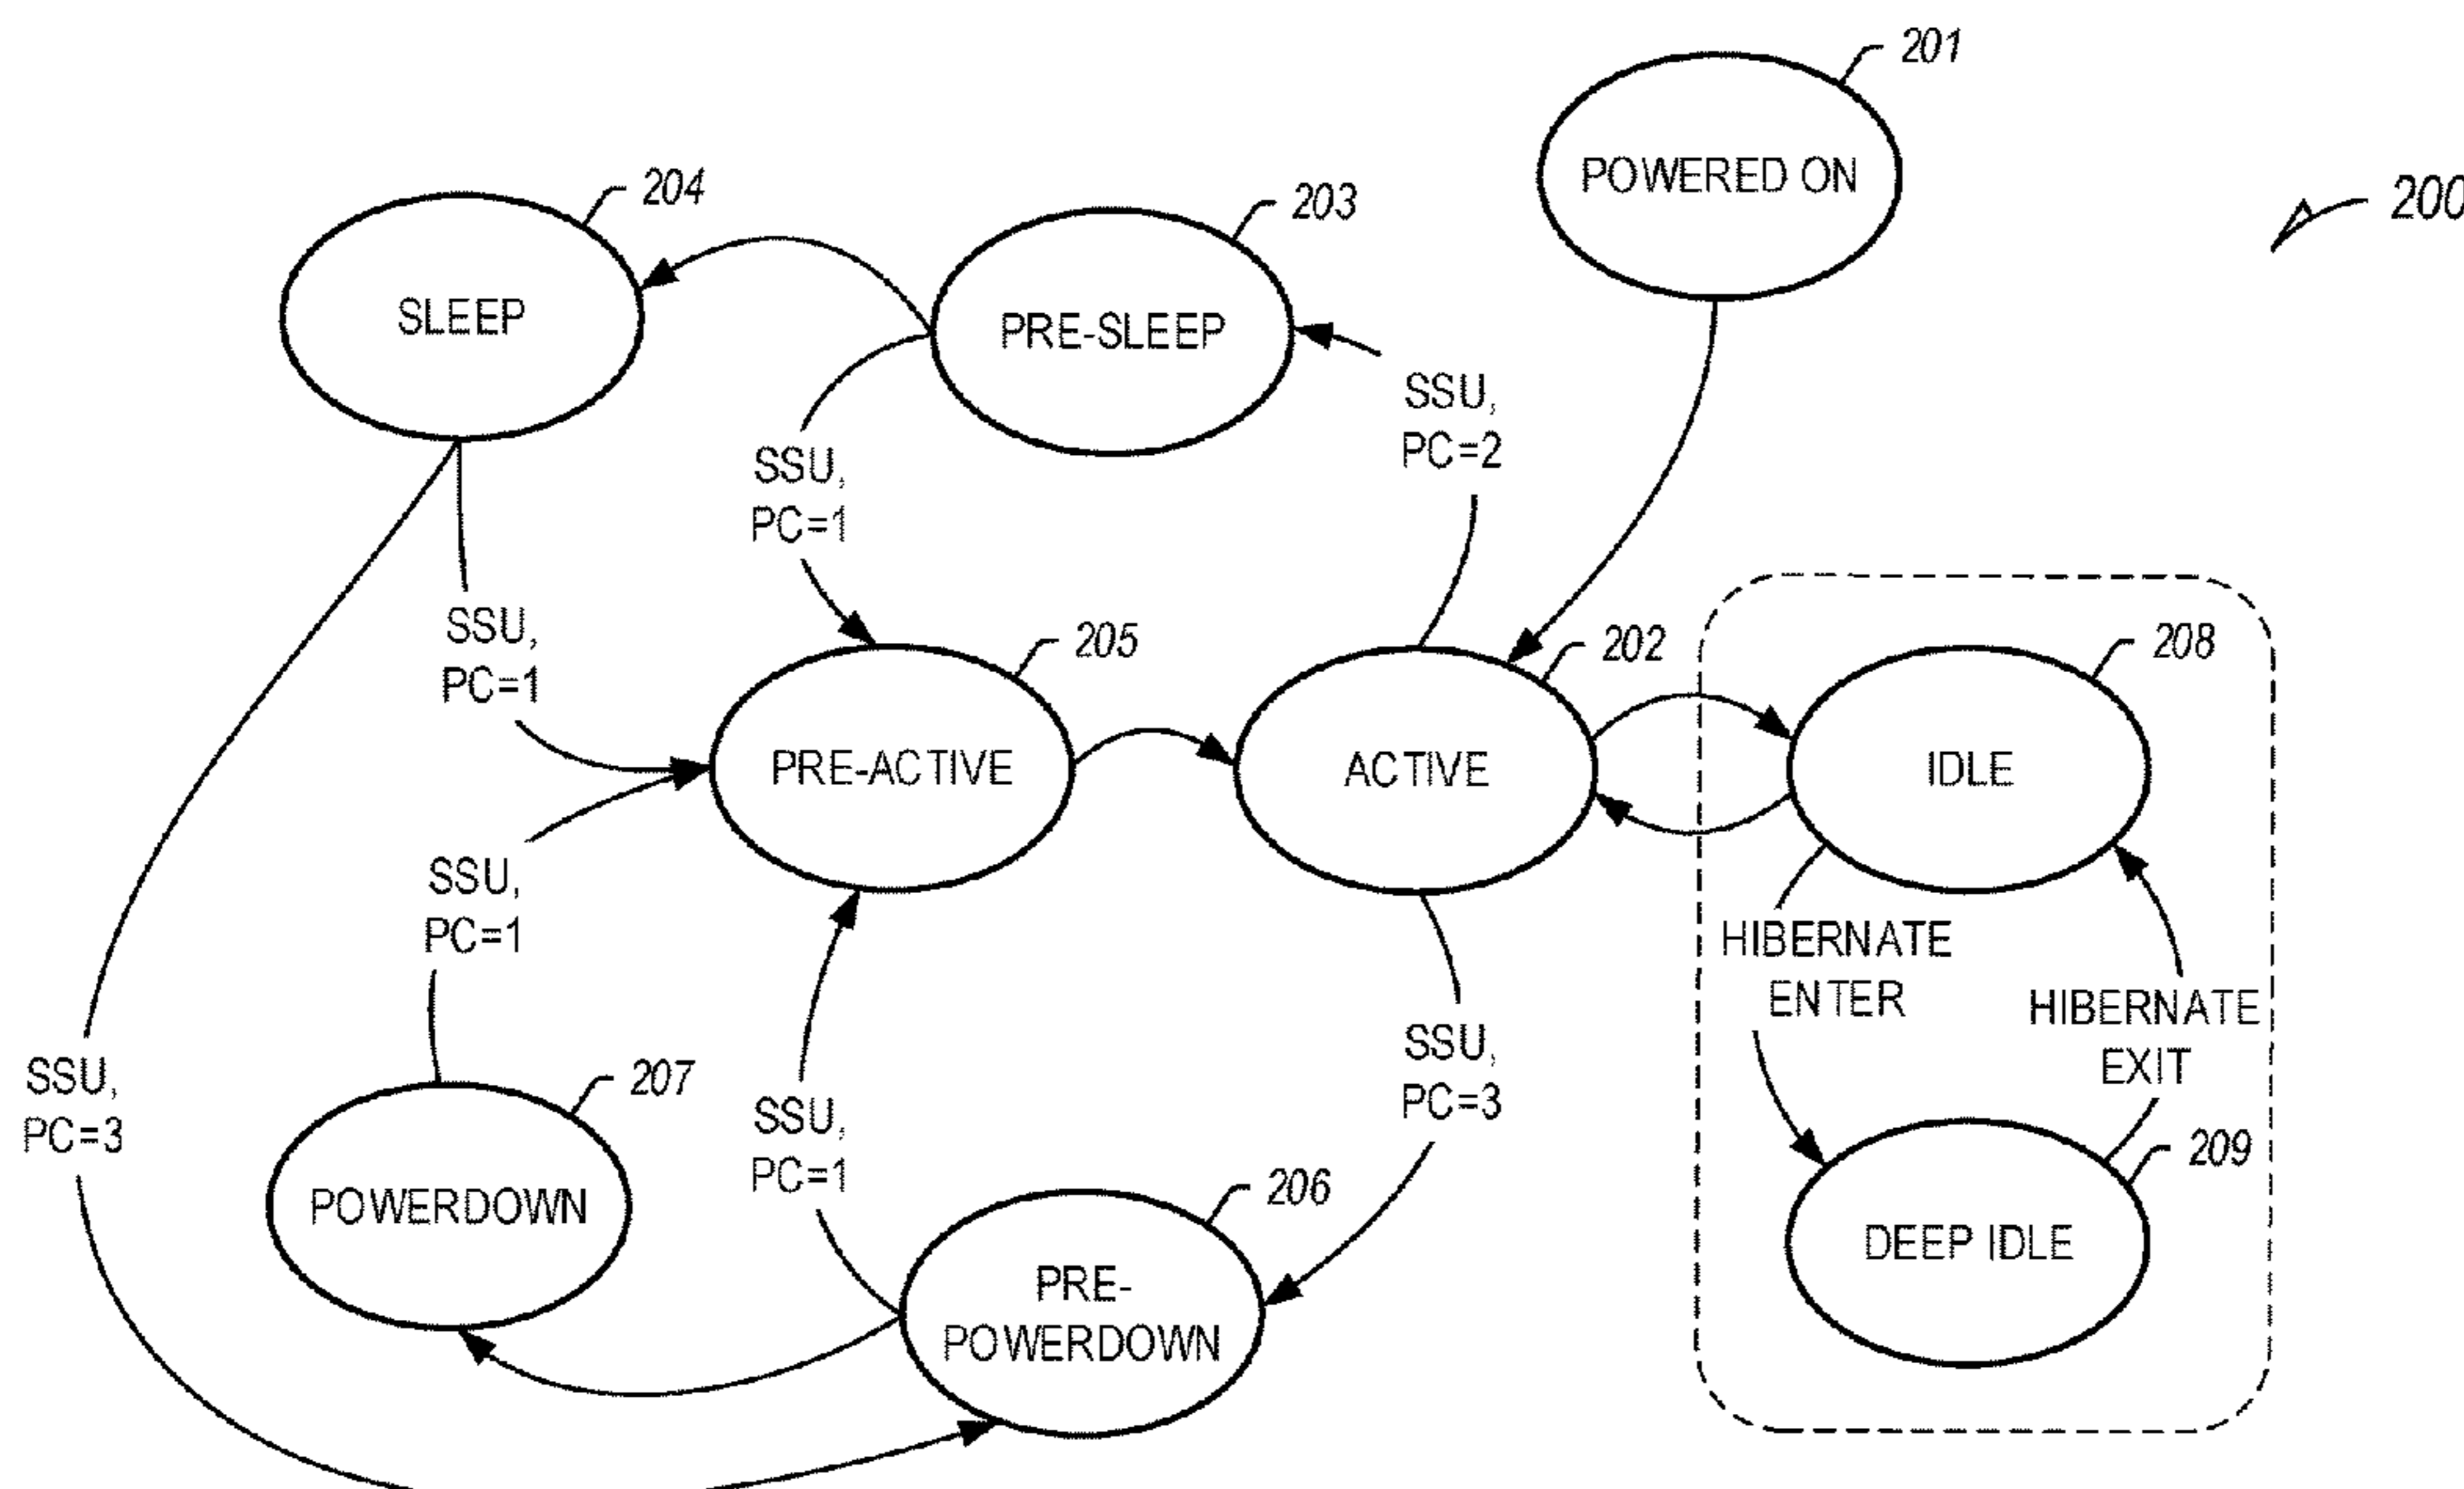 201
POWERED ON
200
204
SLEEP
203
PRE-SLEEP
SSU,
PC=2
SSU,
PC=1
SSU,
PC=1
205
PRE-ACTIVE
202
ACTIVE
208
IDLE
SSU,
PC=1
HIBERNATE
ENTER
HIBERNATE
EXIT
SSU,
PC=3
SSU,
PC=3
207
POWERDOWN
SSU,
PC=1
206
PRE-
POWERDOWN
209
DEEP IDLE